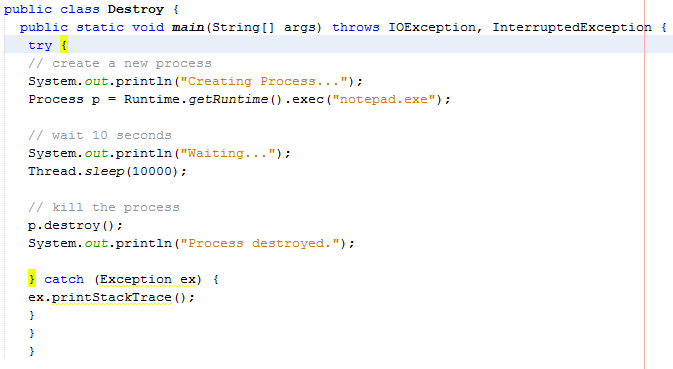 public class Destroy {
public static void main(String[] args) throws IOException, InterruptedException {
try {
// create a new process
System.out.println("Creating Process...");
Process p = Runtime.getRuntime().exec("notepad.exe");
// wait 10 seconds
System.out.println("Waiting...");
Thread.sleep(10000);
// kill the process
p.destroy();
System.out.println("Process destroyed.");
} catch (Exception ex) {
ex.printStackTrace();
}
}
}